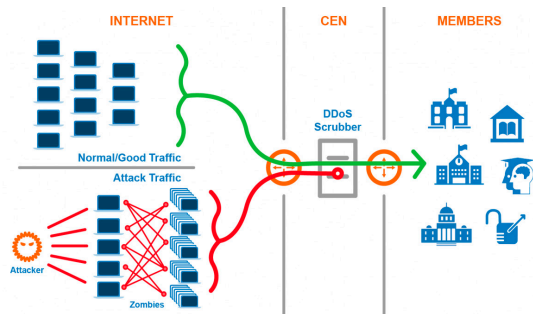 INTERNET
CEN
MEMBERS
DDoS
Scrubber
Normal/Good Traffic
Attack Traffic
Attacker
Zombies